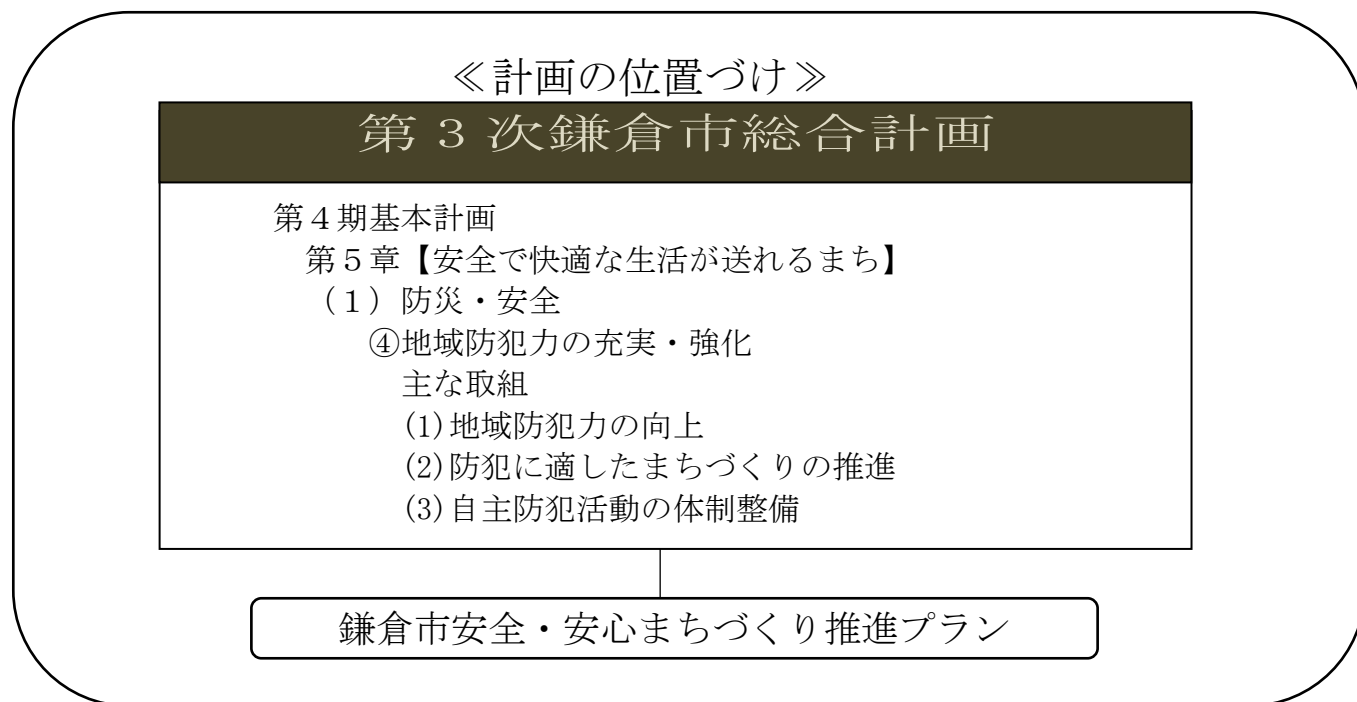 ≪計画の位置づけ≫
第３次鎌倉市総合計画
第４期基本計画
第５章【安全で快適な生活が送れるまち】
（１）防災・安全
④地域防犯力の充実・強化
主な取組
(1)地域防犯力の向上
(2)防犯に適したまちづくりの推進
(3)自主防犯活動の体制整備
鎌倉市安全・安心まちづくり推進プラン